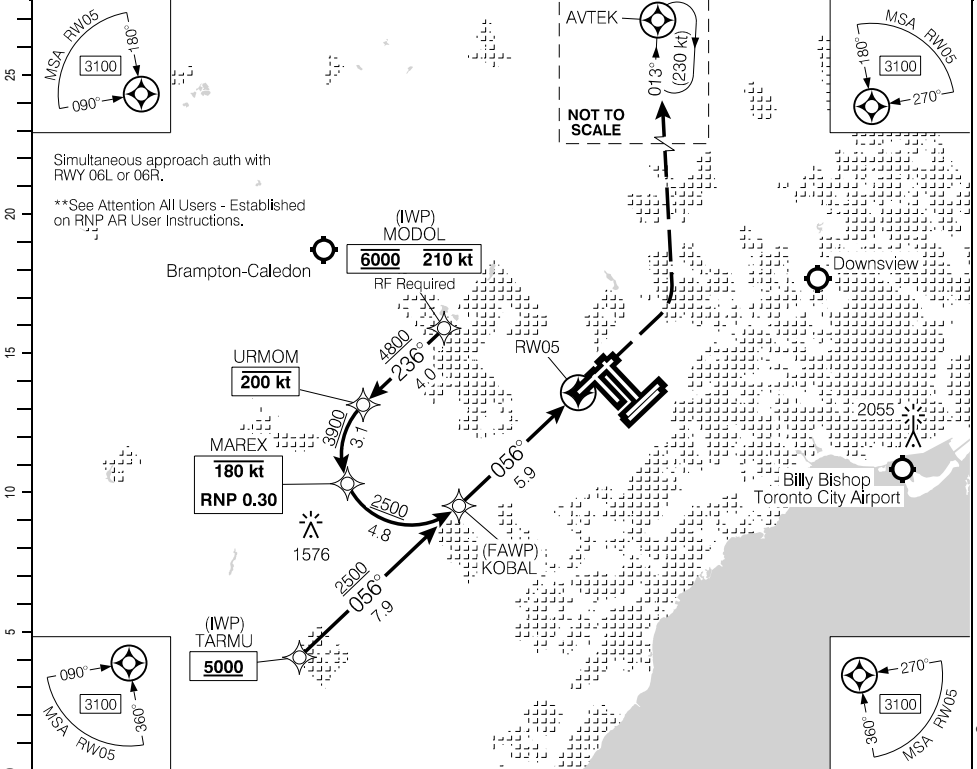 AVTEK
013°
(230 kt)
NOT TO
SCALE
MSA RW05
180°
3100
090°
MSA RW05
180°
3100
270°
25
Simultaneous approach auth with
RWY 06L or 06R.
**See Attention All Users - Established
on RNP AR User Instructions.
20
(IWP)
MODOL
6000 210 kt
RF Required
Brampton-Caledon
Downsview
15
4800
236°
4.0
RW05
URMOM
200 kt
3900
3.1
MAREX
180 kt
RNP 0.30
2055
10
2500
4.8
056°
5.9
Billy Bishop
Toronto City Airport
1576
(FAWP)
KOBAL
2500
056°
7.9
5
(IWP)
TARMU
5000
090°
3100
360°
MSA RW05
270°
3100
360°
MSA RW05